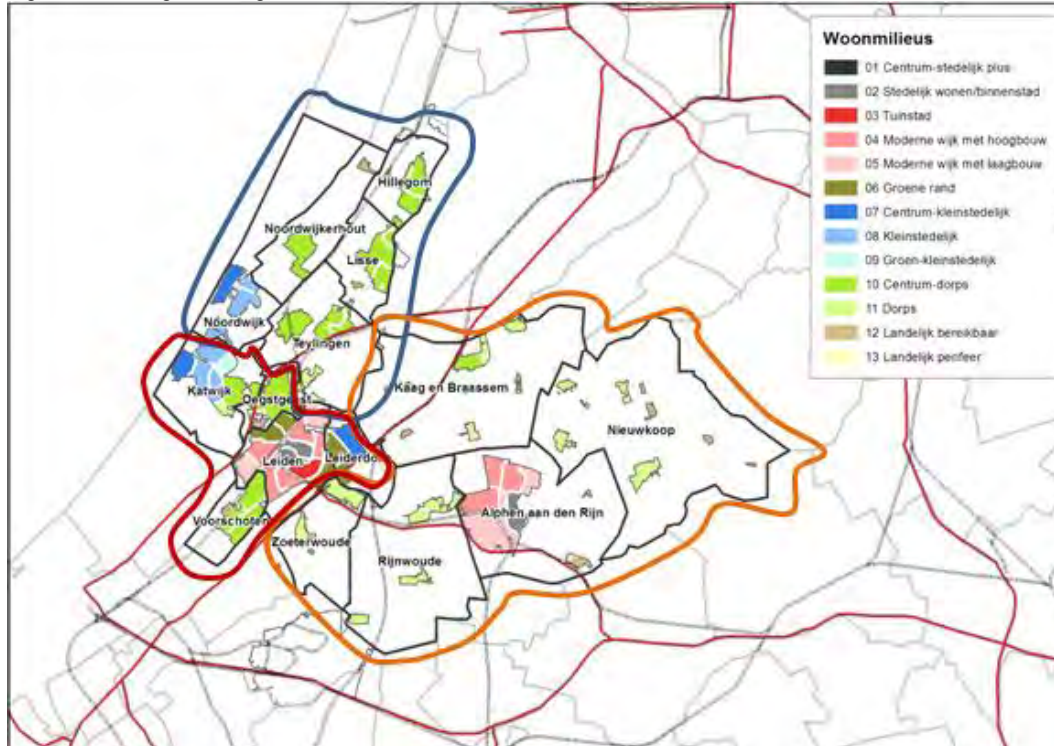 Woonmilieus
01 Centrum-stedelijk plus
02 Stedelijk wonen/binnenstad
03 Tuinstad
04 Moderne wijk met hoogbouw
05 Moderne wijk met laagbouw
06 Groene rand
07 Centrum-kleinstedelijk
08 Kleinstedelijk
09 Groen-kleinstedelijk
10 Centrum-dorps
11 Dorps
12 Landelijk bereikbaar
13 Landelijk perifeer
Hillegom
Noordwijkerhout
Lisse
Noordwijk
Teylingen
Katwijk
Oegstgeest
Kaag en Braassem
Nieuwkoop
Leiden
Leiderdo
Voorschoten
Alphen aan den Rijn
Zoeterwoude
Rijnwoude